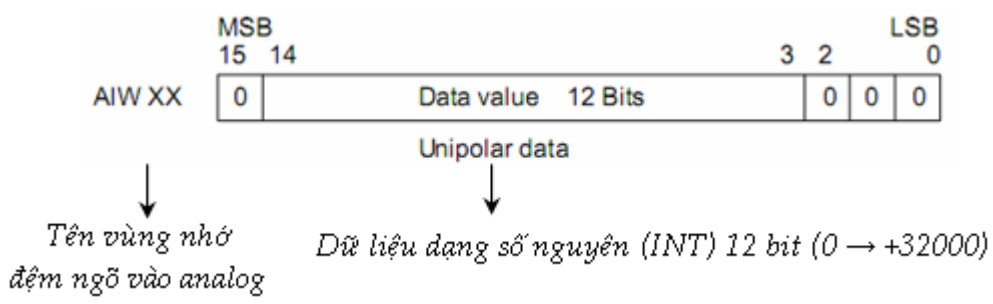 MSB LSB
15 14 3 2 0
AIW XX 0 Data value 12 Bits 0 0 0
Unipolar data
Tên vùng nhớ
đệm ngõ vào analog
Dữ liệu dạng số nguyên (INT) 12 bit (0 → +32000)